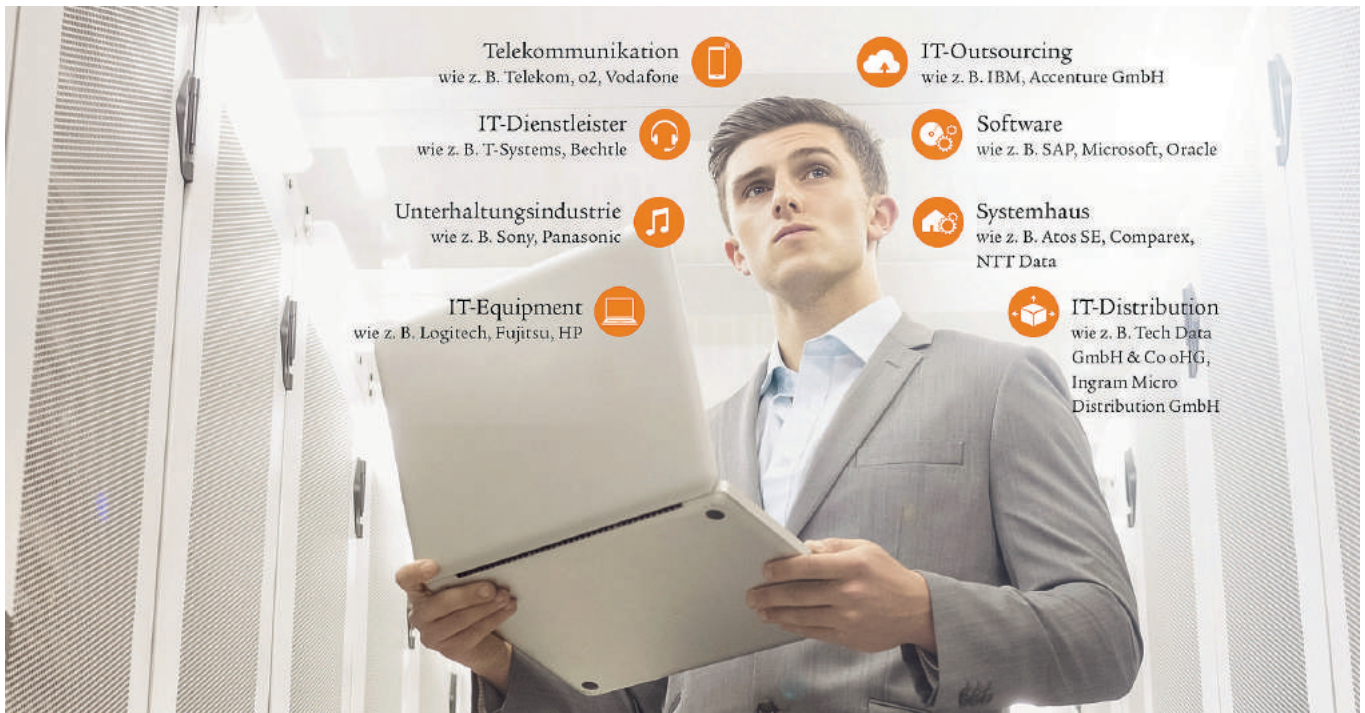 Telekommunikation
wie z. B. Telekom, o2, Vodafone
IT-Dienstleister
wie z. B. T-Systems, Bechtle
Unterhaltungsindustrie
wie z. B. Sony, Panasonic
IT-Equipment
wie z. B. Logitech, Fujitsu, HP
IT-Outsourcing
wie z. B. IBM, Accenture GmbH
Software
wie z. B. SAP, Microsoft, Oracle
Systemhaus
wie z. B. Atos SE, Comparex,
NTT Data
IT-Distribution
wie z. B. Tech Data
GmbH & Co oHG,
Ingram Micro
Distribution GmbH